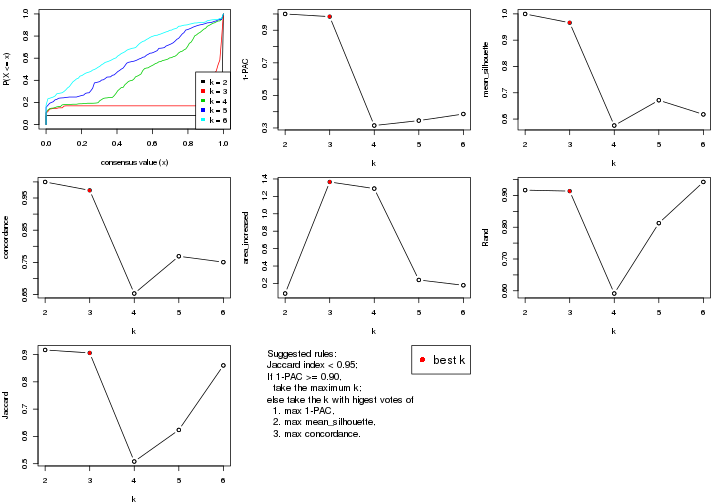 P(X <= x)
1.0
0.8
0.6
0.4
0.2
0.0
k = 2
k = 3
k = 4
k = 5
k = 6
0.0 0.2 0.4 0.6 0.8 1.0
consensus value (x)
1-PAC
0.9
0.7
0.5
0.3
2 3 4 5 6
k
mean_silhouette
1.0
0.9
0.8
0.7
0.6
2 3 4 5 6
k
concordance
0.95
0.85
0.75
0.65
2 3 4 5 6
k
area_increased
1.4
1.2
1.0
0.8
0.6
0.4
0.2
2 3 4 5 6
k
Rand
0.90
0.80
0.70
0.60
2 3 4 5 6
k
Jaccard
0.9
0.8
0.7
0.6
0.5
2 3 4 5 6
k
Suggested rules:
Jaccard index < 0.95;
If 1-PAC >= 0.90,
take the maximum k;
else take the k with higest votes of
1. max 1-PAC,
2. max mean_silhouette,
3. max concordance.
best k